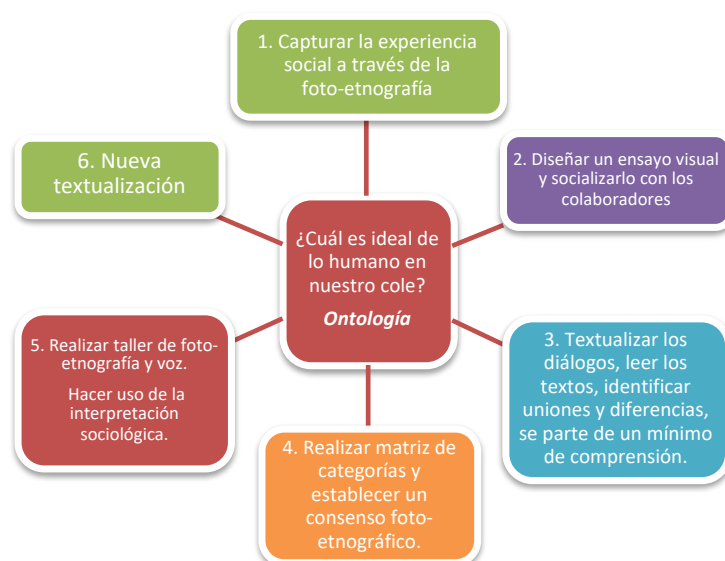 1. Capturar la experiencia
social a través de la
foto-etnografía
2. Diseñar un ensayo visual
y socializarlo con los
colaboradores
3. Textualizar los
diálogos, leer los
textos, identificar
uniones y diferencias,
se parte de un mínimo
de comprensión.
4. Realizar matriz de
categorías y
establecer un
consenso foto-
etnográfico.
5. Realizar taller de foto-
etnografía y voz.
Hacer uso de la
interpretación
sociológica.
6. Nueva
textualización
¿Cuál es ideal de
lo humano en
nuestro cole?
Ontología